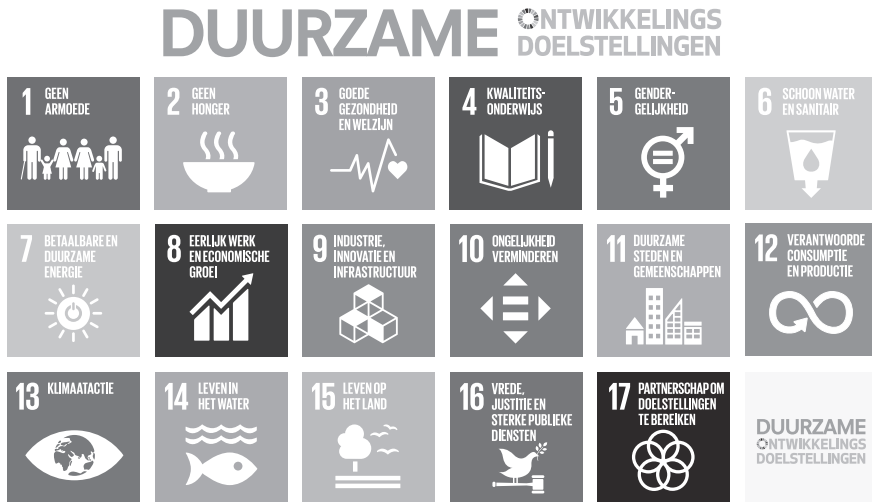 DUURZAME ONTWIKKELINGS
DOELSTELLINGEN
1 GEEN
ARMOEDE
2 GEEN
HONGER
3 GOEDE
GEZONDHEID
EN WELZIJN
4 KWALITEITS-
ONDERWIJS
5 GENDER-
GELIJKHEID
6 SCHOON WATER
EN SANITAIR
7 BETAALBARE EN
DUURZAME
ENERGIE
8 EERLIJK WERK
EN ECONOMISCHE
GROEI
9 INDUSTRIE,
INNOVATIE EN
INFRASTRUCTUUR
10 ONGELIJKHEID
VERMINDEREN
11 DUURZAME
STEDEN EN
GEMEENSCHAPPEN
12 VERANTWOORDE
CONSUMPTIE
EN PRODUCTIE
13 KLIMAATACTIE
14 LEVEN IN
HET WATER
15 LEVEN OP
HET LAND
16 VREDE,
JUSTITIE EN
STERKE PUBLIEKE
DIENSTEN
17 PARTNERSCHAP OM
DOELSTELLINGEN
TE BEREIKEN
DUURZAME
ONTWIKKELINGS
DOELSTELLINGEN